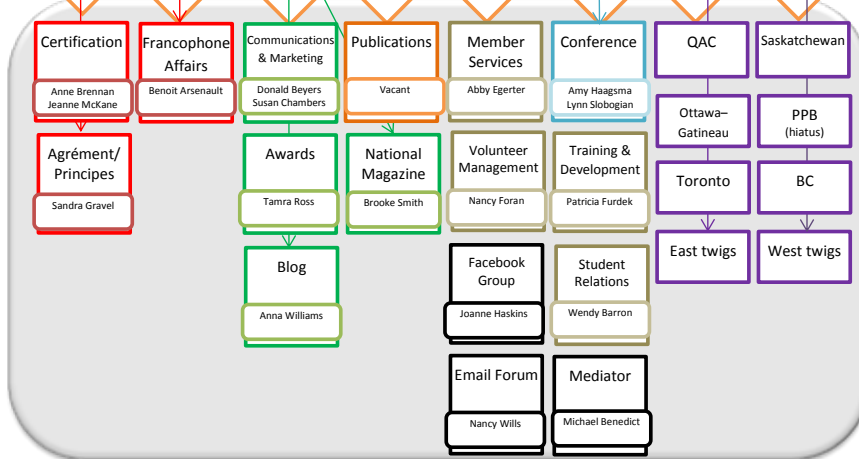 Certification
Anne Brennan
Jeanne McKane
Francophone
Affairs
Benoit Arsenault
Communications
& Marketing
Donald Beyers
Susan Chambers
Publications
Vacant
Member
Services
Abby Egerter
Conference
Amy Haagsma
Lynn Slobogian
QAC
Saskatchewan
Agrément/
Principes
Sandra Gravel
Awards
Tamra Ross
National
Magazine
Brooke Smith
Volunteer
Management
Nancy Foran
Training &
Development
Patricia Furdek
Ottawa–
Gatineau
PPB
(hiatus)
Toronto
BC
Blog
Anna Williams
Facebook
Group
Joanne Haskins
Student
Relations
Wendy Barron
East twigs
West twigs
Email Forum
Nancy Wills
Mediator
Michael Benedict